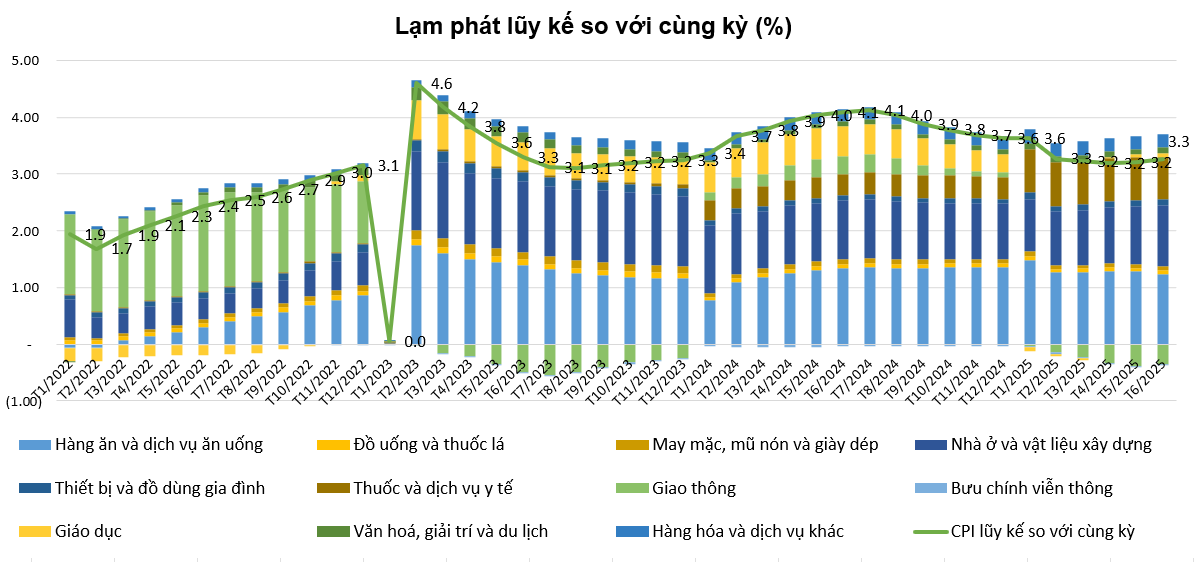 Lạm phát lũy kế so với cùng kỳ (%)
5.00
4.00
3.00
2.00
1.00
-
(1.00)
1.9 1.7 1.9 2.1 2.3 2.4 2.5 2.6 2.7 2.9 3.0 3.1 0.0 4.6 4.2 3.8 3.6 3.3 3.1 3.1 3.2 3.2 3.2 3.3 3.4 3.7 3.8 3.9 4.0 4.1 4.1 4.0 3.9 3.8 3.7 3.6 3.6 3.3 3.2 3.2 3.2 3.3
T1/2022 T2/2022 T3/2022 T4/2022 T5/2022 T6/2022 T7/2022 T8/2022 T9/2022 T10/2022 T11/2022 T12/2022 T1/2023 T2/2023 T3/2023 T4/2023 T5/2023 T6/2023 T7/2023 T8/2023 T9/2023 T10/2023 T11/2023 T12/2023 T1/2024 T2/2024 T3/2024 T4/2024 T5/2024 T6/2024 T7/2024 T8/2024 T9/2024 T10/2024 T11/2024 T12/2024 T1/2025 T2/2025 T3/2025 T4/2025 T5/2025 T6/2025
Hàng ăn và dịch vụ ăn uống Đồ uống và thuốc lá May mặc, mũ nón và giày dép Nhà ở và vật liệu xây dựng
Thiết bị và đồ dùng gia đình Thuốc và dịch vụ y tế Giao thông Bưu chính viễn thông
Giáo dục Văn hoá, giải trí và du lịch Hàng hóa và dịch vụ khác CPI lũy kế so với cùng kỳ